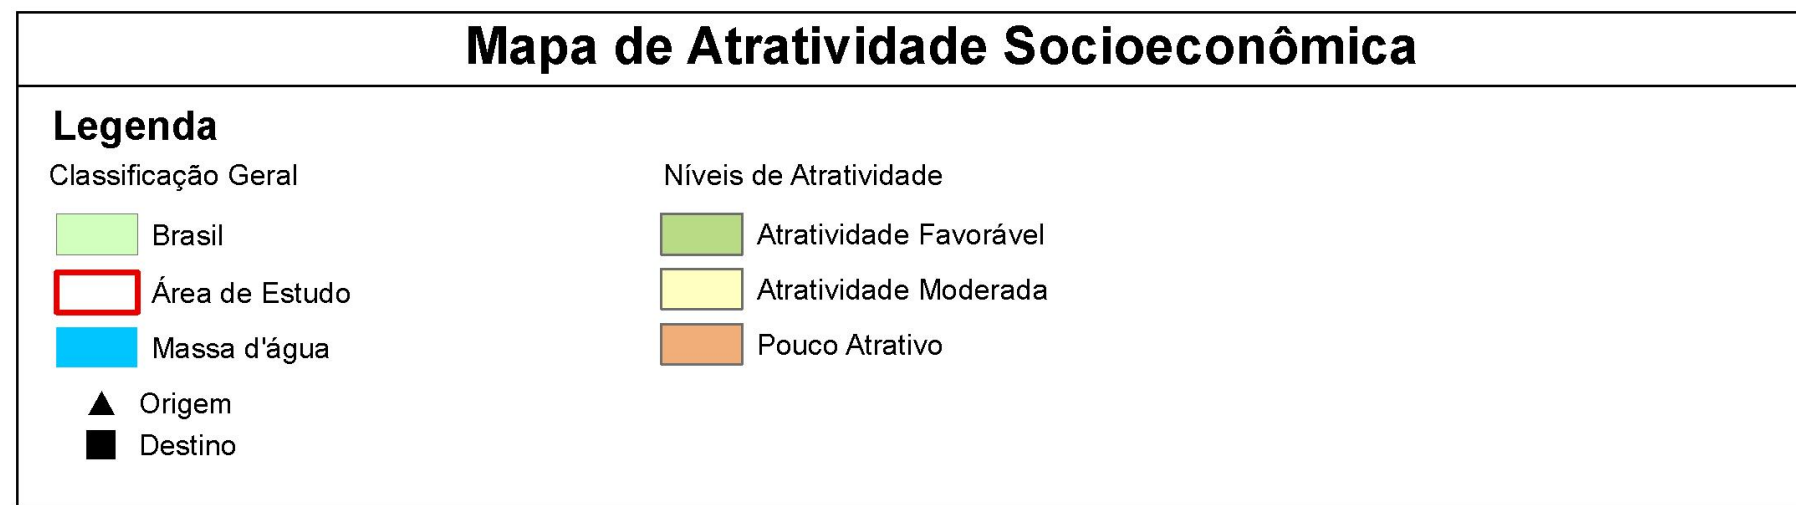 Mapa de Atratividade Socioeconômica
Legenda
Classificação Geral
Brasil
Área de Estudo
Massa d'água
Origem
Destino
Níveis de Atratividade
Atratividade Favorável
Atratividade Moderada
Pouco Atrativo